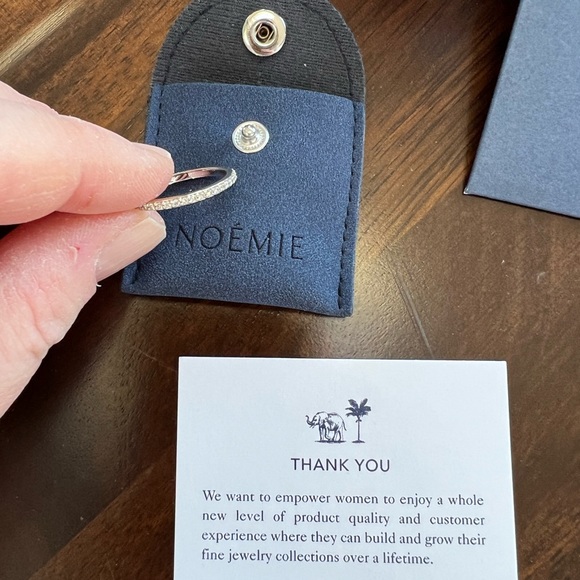 NOÉMIE
THANK YOU
We want to empower women to enjoy a whole
new level of product quality and customer
experience where they can build and grow their
fine jewelry collections over a lifetime.